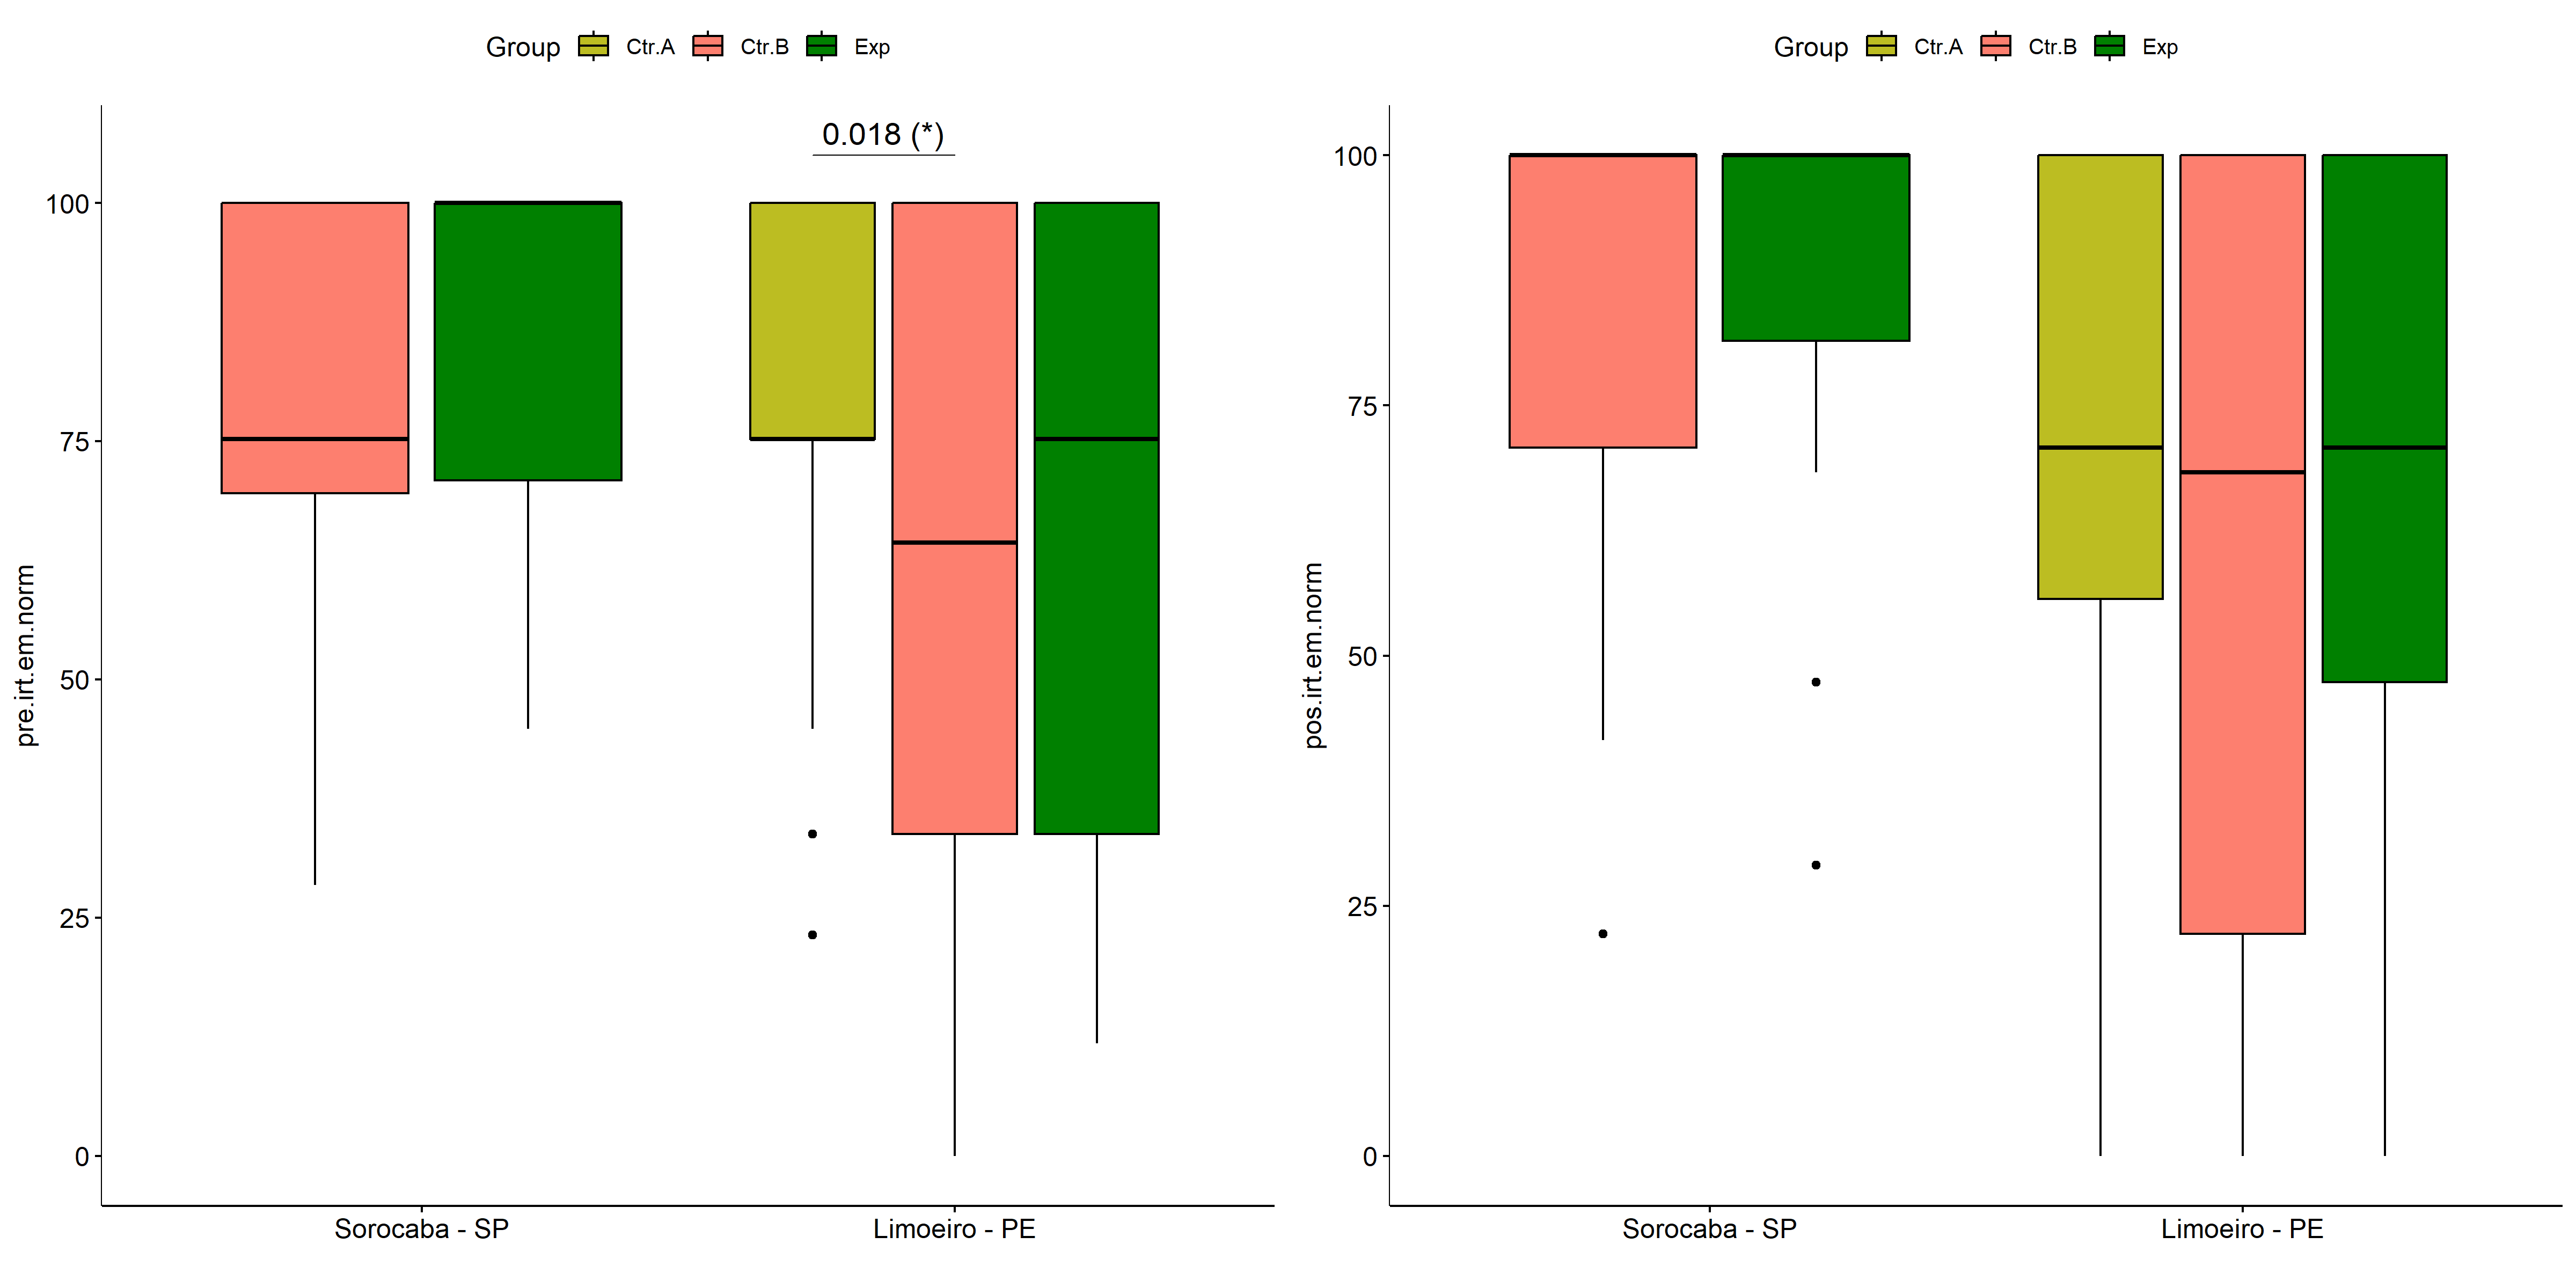 Group Ctr.A Ctr.B Exp
0.018 (*)
100
75
50
25
0
pre.irt.em.norm
Sorocaba - SP Limoeiro - PE
Group Ctr.A Ctr.B Exp
100
75
50
25
0
pos.irt.em.norm
Sorocaba - SP Limoeiro - PE